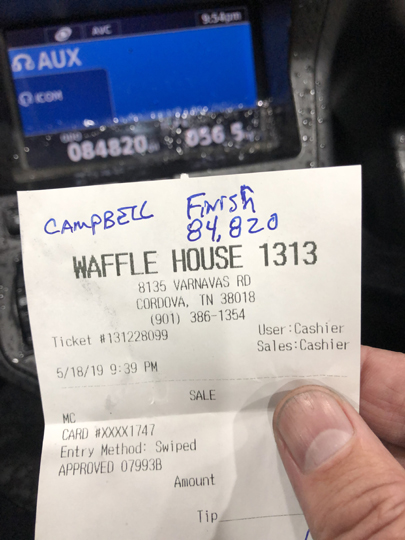 9:54pm
AVC
AUX
ICOM
084820
056.5
CAMPBELL Finish
84,820
WAFFLE HOUSE 1313
8135 VARNAVAS RD
CORDOVA, TN 38018
(901) 386-1354
Ticket #131228099 User:Cashier
Sales:Cashier
5/18/19 9:39 PM
SALE
MC
CARD #XXXX1747
Entry Method: Swiped
APPROVED 07993B
Amount
Tip